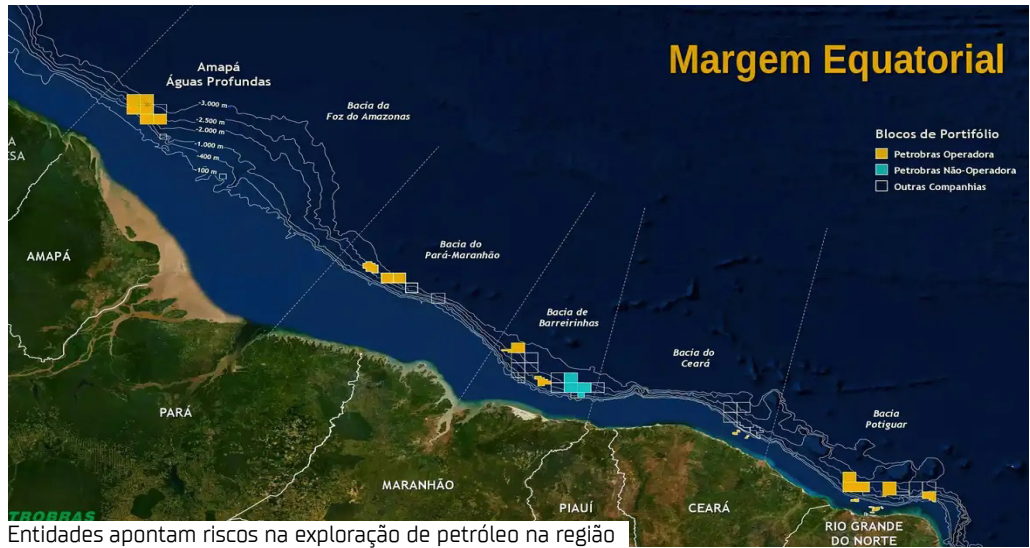 Margem Equatorial
Amapá
Águas Profundas
Bacia da
Foz do Amazonas
-3.000 m
-2.500 m
-2.000 m
-1.000 m
-400 m
-100 m
Blocos de Portifólio
Petrobras Operadora
Petrobras Não-Operadora
Outras Companhias
A
ESA
AMAPÁ
Bacia do
Pará-Maranhão
Bacia de
Barreirinhas
Bacia do
Ceará
Bacia
Potiguar
PARÁ
MARANHÃO
PIAUÍ
CEARÁ
RIO GRANDE
DO NORTE
TROBRAS
Entidades apontam riscos na exploração de petróleo na região